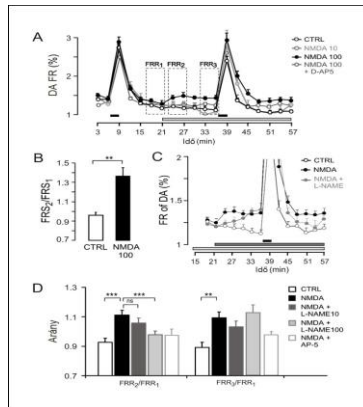 A
DA FR (%)
3
2
1
FRR₁
FRR₂
FRR₃
CTRL
NMDA 10
NMDA 100
NMDA 100
+ D-AP5
3 9 15 21 27 33 39 45 51 57
Idő (min)
B
FRS₂/FRS₁
1.5
1.3
1.1
0.9
0.7
**
CTRL
NMDA
100
C
FR of DA (%)
2
1.5
1
CTRL
NMDA
NMDA +
L-NAME
15 21 27 33 39 45 51 57
Idő (min)
D
Arány
1.3
1.1
0.9
0.7
*** *** **
ns
FRR₂/FRR₁
FRR₃/FRR₁
CTRL
NMDA
NMDA +
L-NAME10
NMDA +
L-NAME100
NMDA +
AP-5